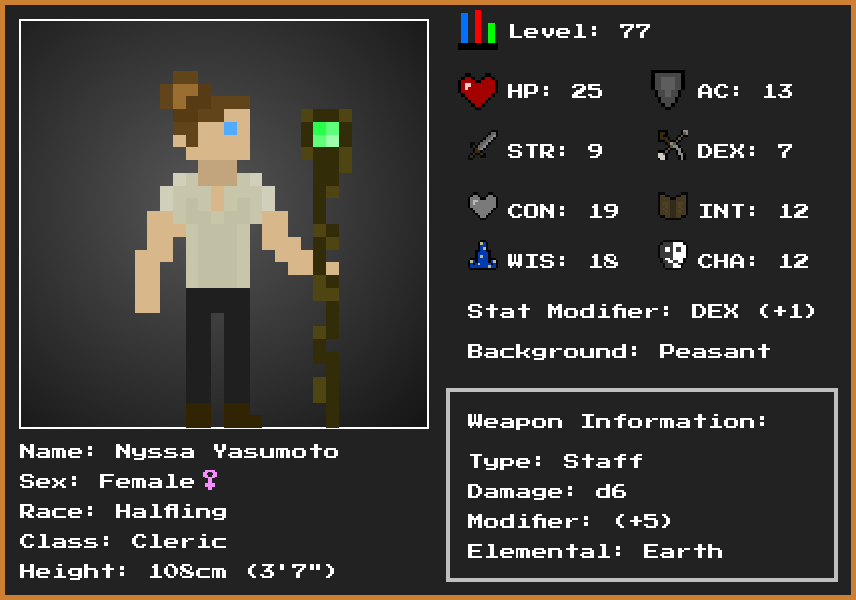 Level: 77
HP: 25 AC: 13
STR: 9 DEX: 7
CON: 19 INT: 12
WIS: 18 CHA: 12
Stat Modifier: DEX (+1)
Background: Peasant
Weapon Information:
Type: Staff
Damage: d6
Modifier: (+5)
Elemental: Earth
Name: Nyssa Yasumoto
Sex: Female♀
Race: Halfling
Class: Cleric
Height: 108cm (3'7")